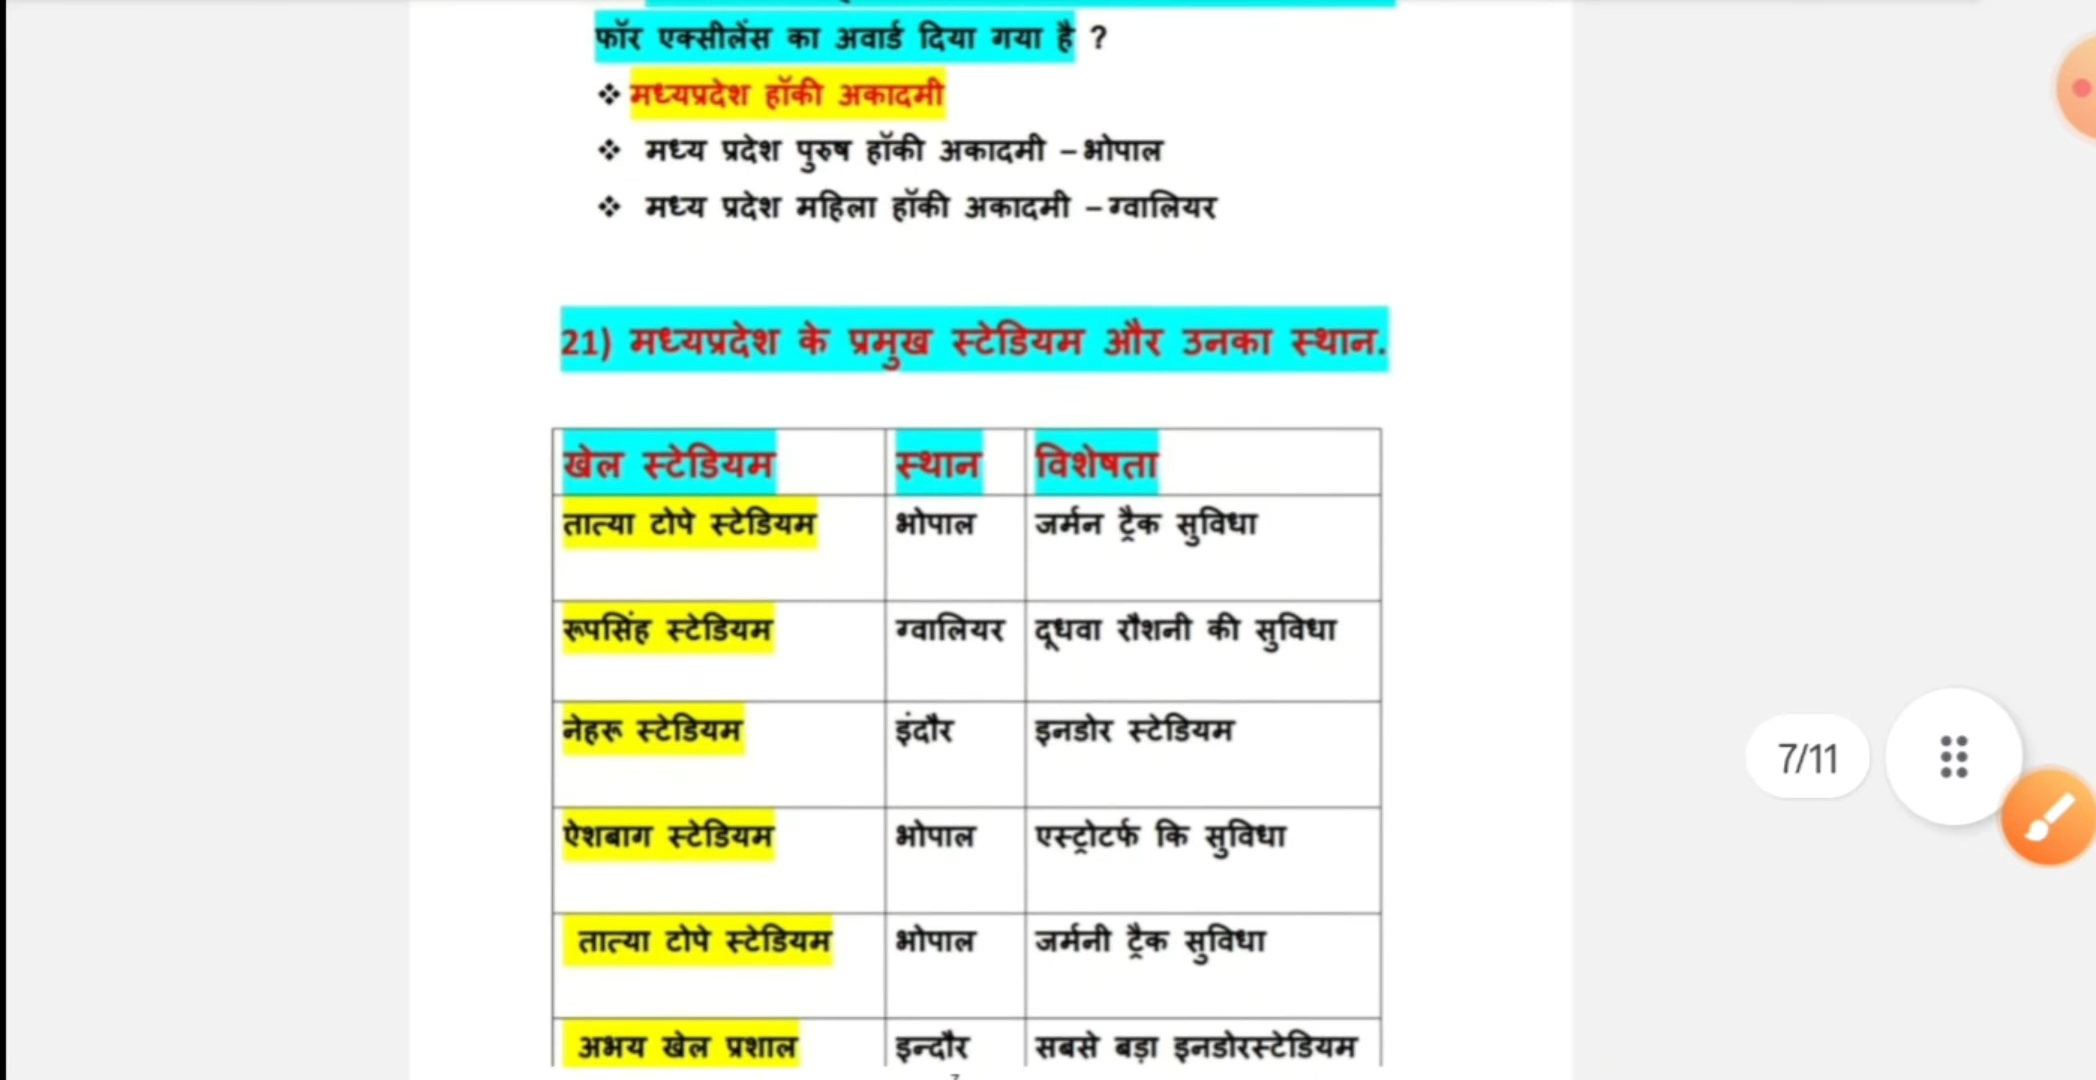 फॉर एक्सीलेंस का अवार्ड दिया गया है ?
❖ मध्यप्रदेश हॉकी अकादमी
❖ मध्य प्रदेश पुरुष हॉकी अकादमी – भोपाल
❖ मध्य प्रदेश महिला हॉकी अकादमी – ग्वालियर
21) मध्यप्रदेश के प्रमुख स्टेडियम और उनका स्थान.
खेल स्टेडियम स्थान विशेषता
तात्या टोपे स्टेडियम भोपाल जर्मन ट्रैक सुविधा
रूपसिंह स्टेडियम ग्वालियर दूधवा रौशनी की सुविधा
नेहरू स्टेडियम इंदौर इनडोर स्टेडियम
7/11
ऐशबाग स्टेडियम भोपाल एस्ट्रोटर्फ कि सुविधा
तात्या टोपे स्टेडियम भोपाल जर्मनी ट्रैक सुविधा
अभय खेल प्रशाल इन्दौर सबसे बड़ा इनडोरस्टेडियम